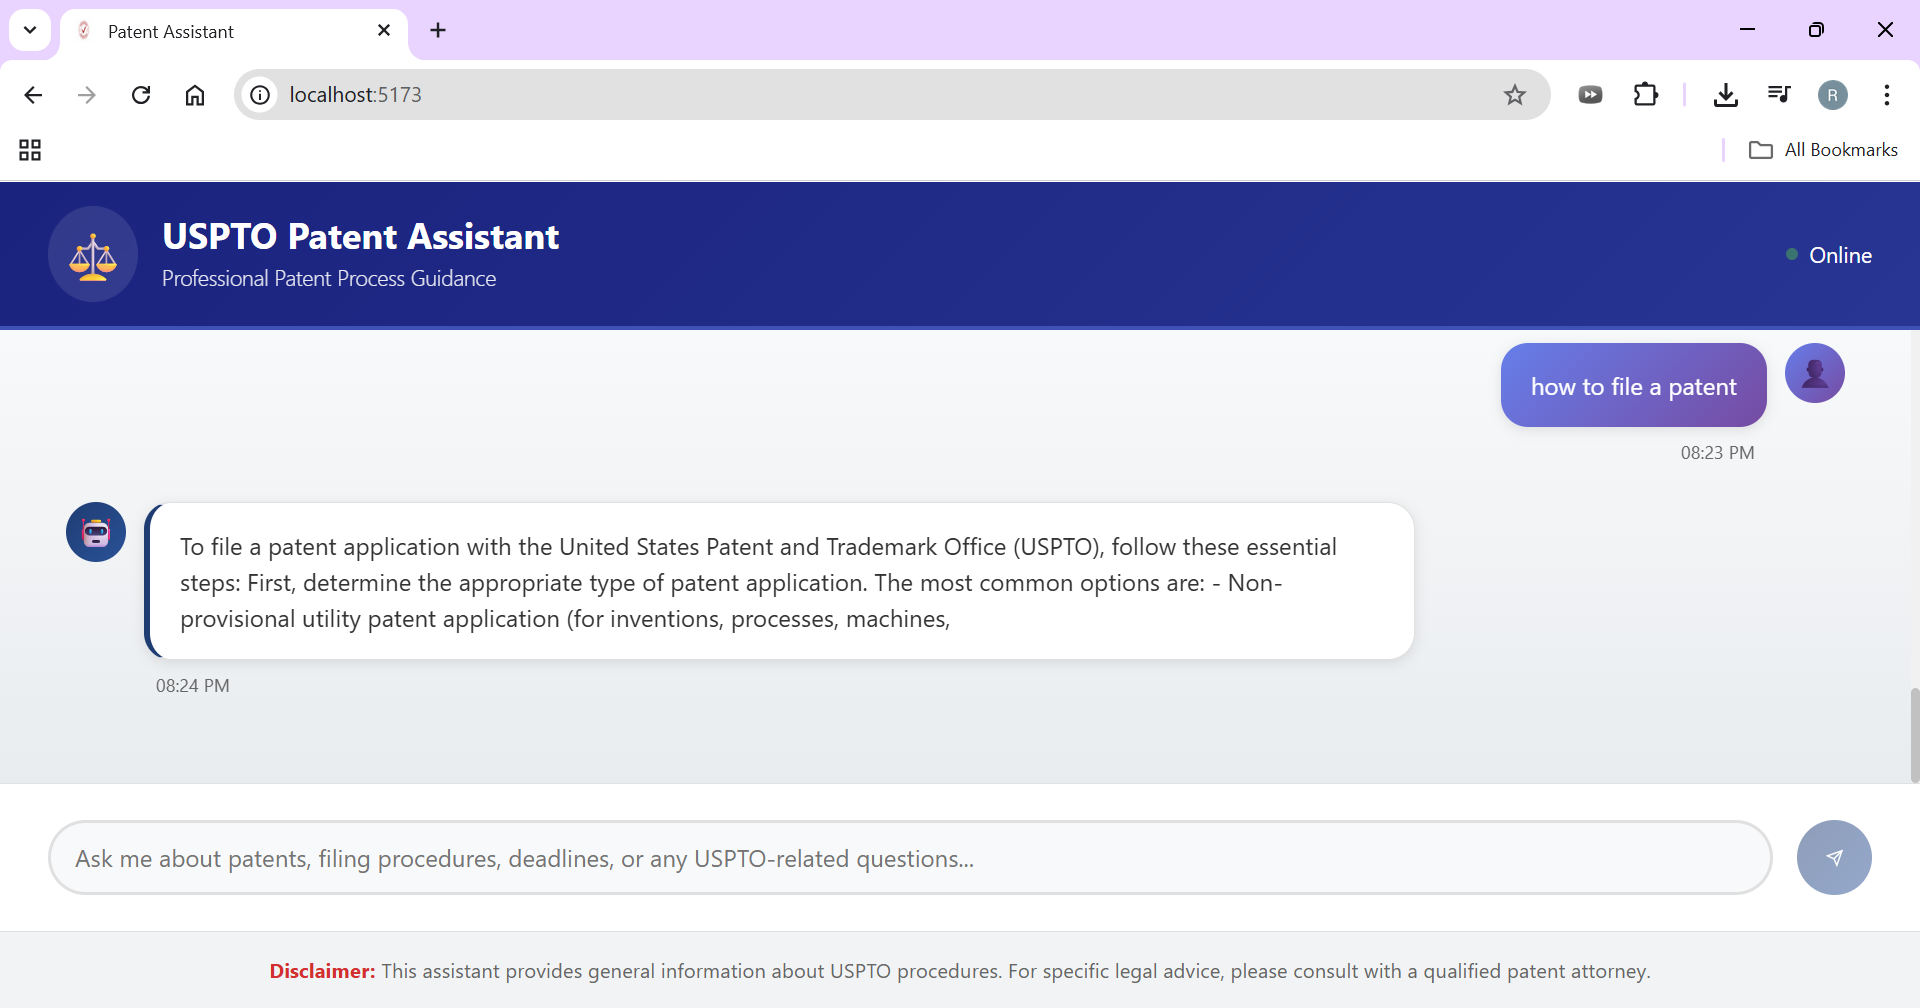 Patent Assistant
localhost:5173
R
All Bookmarks
USPTO Patent Assistant
Professional Patent Process Guidance
Online
how to file a patent
08:23 PM
To file a patent application with the United States Patent and Trademark Office (USPTO), follow these essential
steps: First, determine the appropriate type of patent application. The most common options are: - Non-
provisional utility patent application (for inventions, processes, machines,
08:24 PM
Ask me about patents, filing procedures, deadlines, or any USPTO-related questions...
Disclaimer: This assistant provides general information about USPTO procedures. For specific legal advice, please consult with a qualified patent attorney.